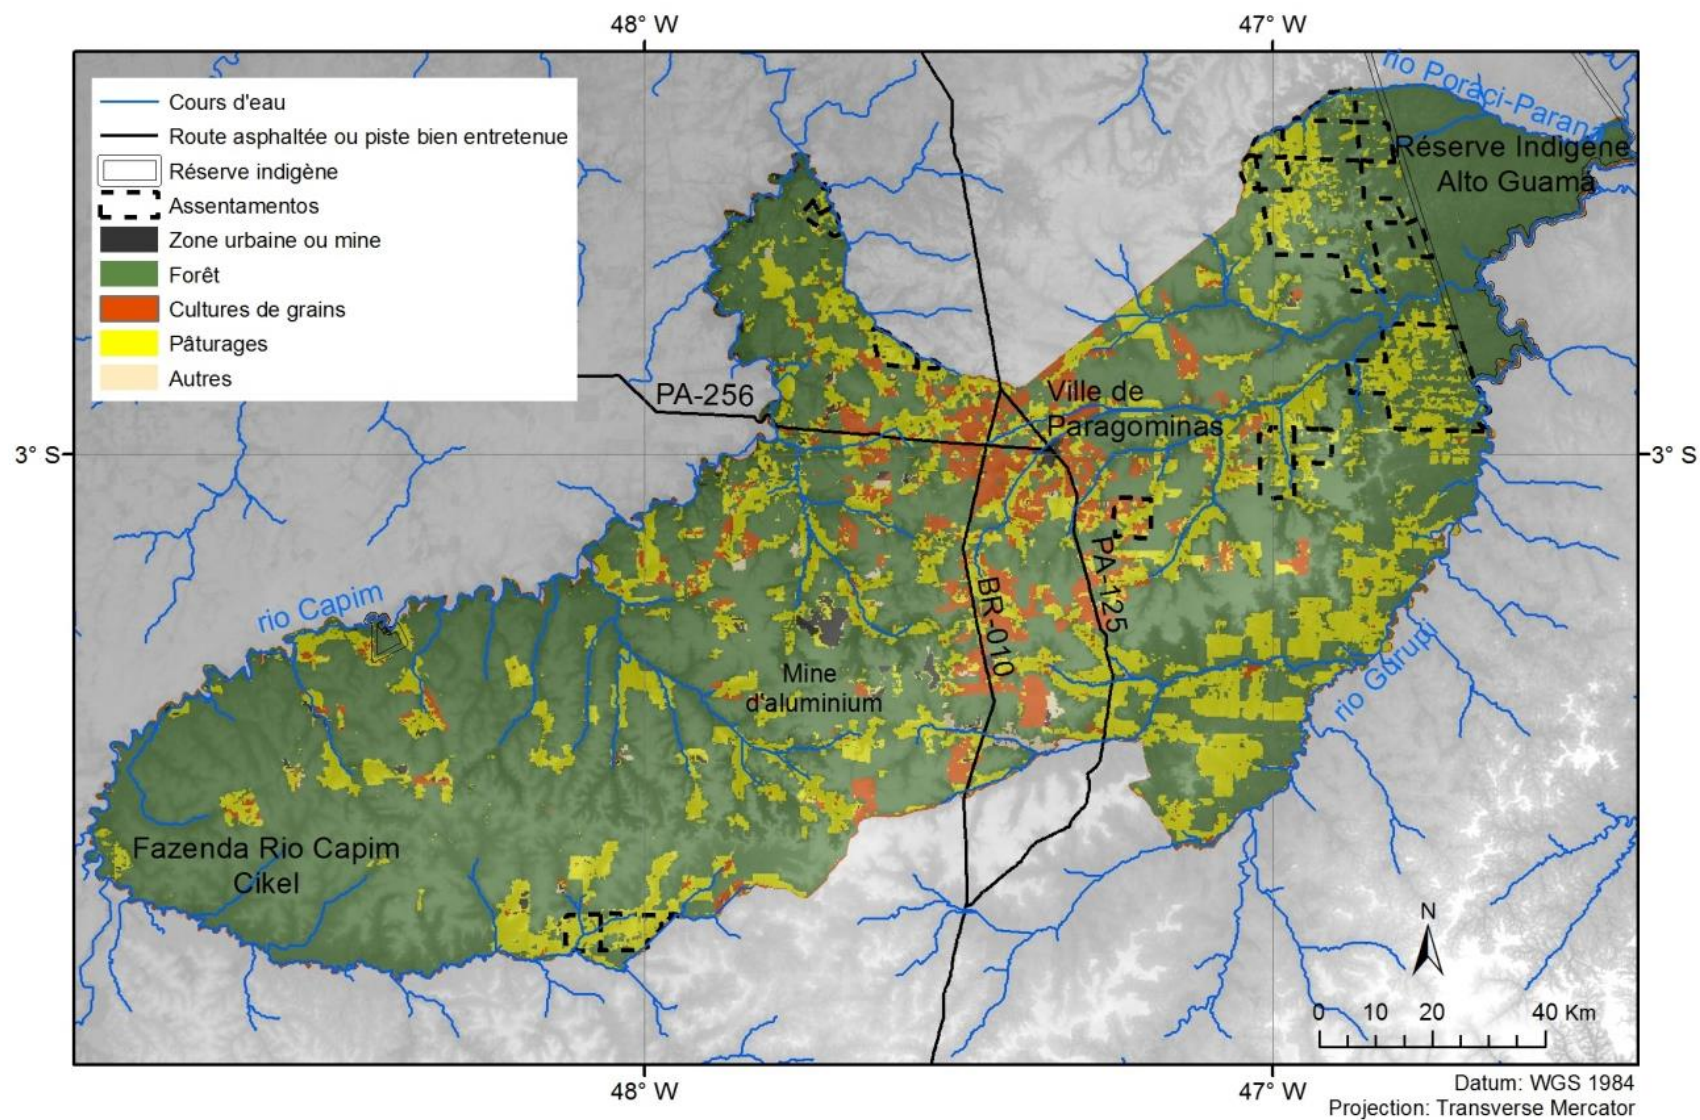 48° W
47° W
Cours d'eau
Route asphaltée ou piste bien entretenue
Réserve indigène
Assentamentos
Zone urbaine ou mine
Forêt
Cultures de grains
Pâturages
Autres
rio Poràci-Paranà
Réserve Indigène
Alto Guamà
PA-256
Ville de
Paragominas
3° S
3° S
PA-125
BR-010
rio Capim
Mine
d'aluminium
rio Gurupi
Fazenda Rio Capim
Cikel
N
0 10 20 40 Km
48° W
47° W
Datum: WGS 1984
Projection: Transverse Mercator